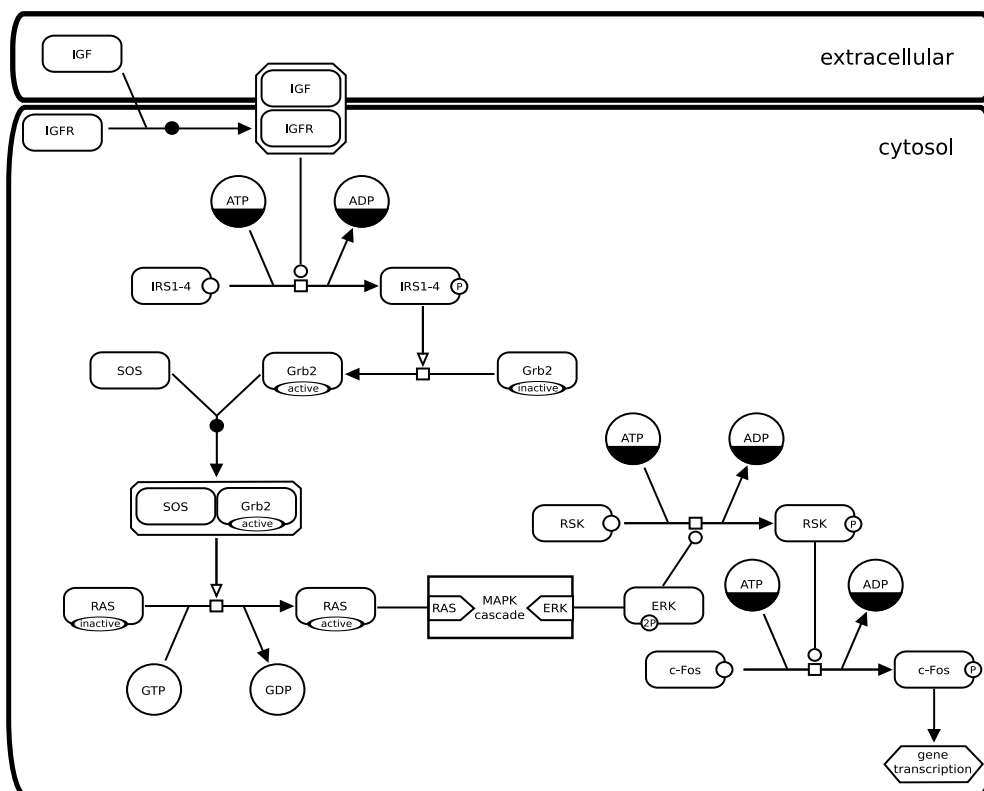 extracellular
IGF
IGF
IGFR
IGFR
cytosol
ATP
ADP
IRS1-4
IRS1-4
P
SOS
Grb2
active
Grb2
inactive
ATP
ADP
SOS
Grb2
active
RSK
RSK
P
ATP
ADP
RAS
inactive
RAS
active
RAS
MAPK
cascade
ERK
ERK
2P
c-Fos
c-Fos
P
GTP
GDP
gene
transcription